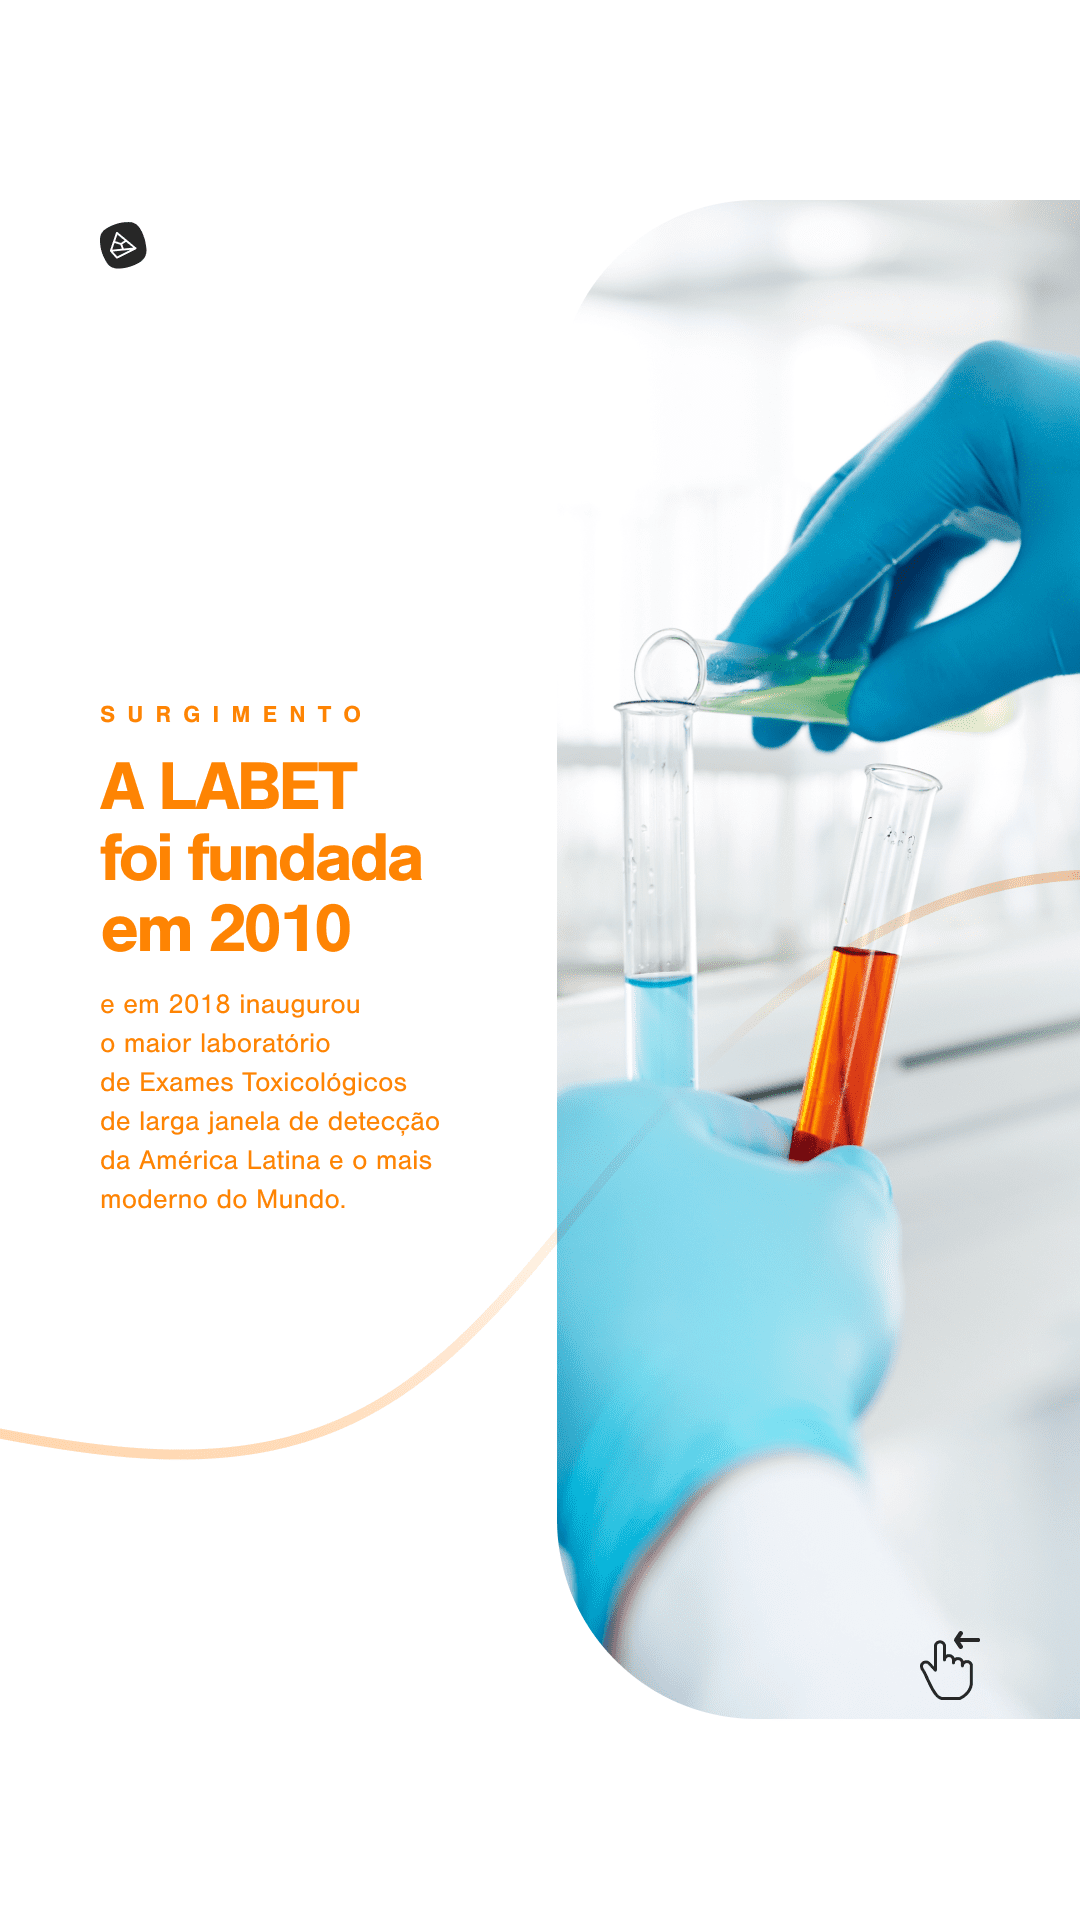 SURGIMENTO
A LABET
foi fundada
em 2010
e em 2018 inaugurou
o maior laboratório
de Exames Toxicológicos
de larga janela de detecção
da América Latina e o mais
moderno do Mundo.